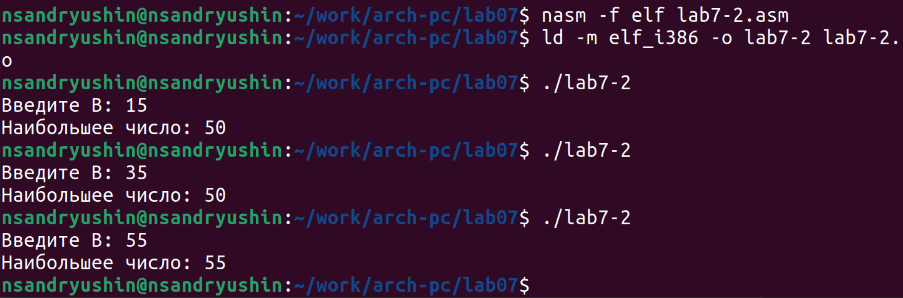 nsandryushin@nsandryushin:~/work/arch-pc/lab07$ nasm -f elf lab7-2.asm
nsandryushin@nsandryushin:~/work/arch-pc/lab07$ ld -m elf_i386 -o lab7-2 lab7-2.
o
nsandryushin@nsandryushin:~/work/arch-pc/lab07$ ./lab7-2
Введите B: 15
Наибольшее число: 50
nsandryushin@nsandryushin:~/work/arch-pc/lab07$ ./lab7-2
Введите B: 35
Наибольшее число: 50
nsandryushin@nsandryushin:~/work/arch-pc/lab07$ ./lab7-2
Введите B: 55
Наибольшее число: 55
nsandryushin@nsandryushin:~/work/arch-pc/lab07$